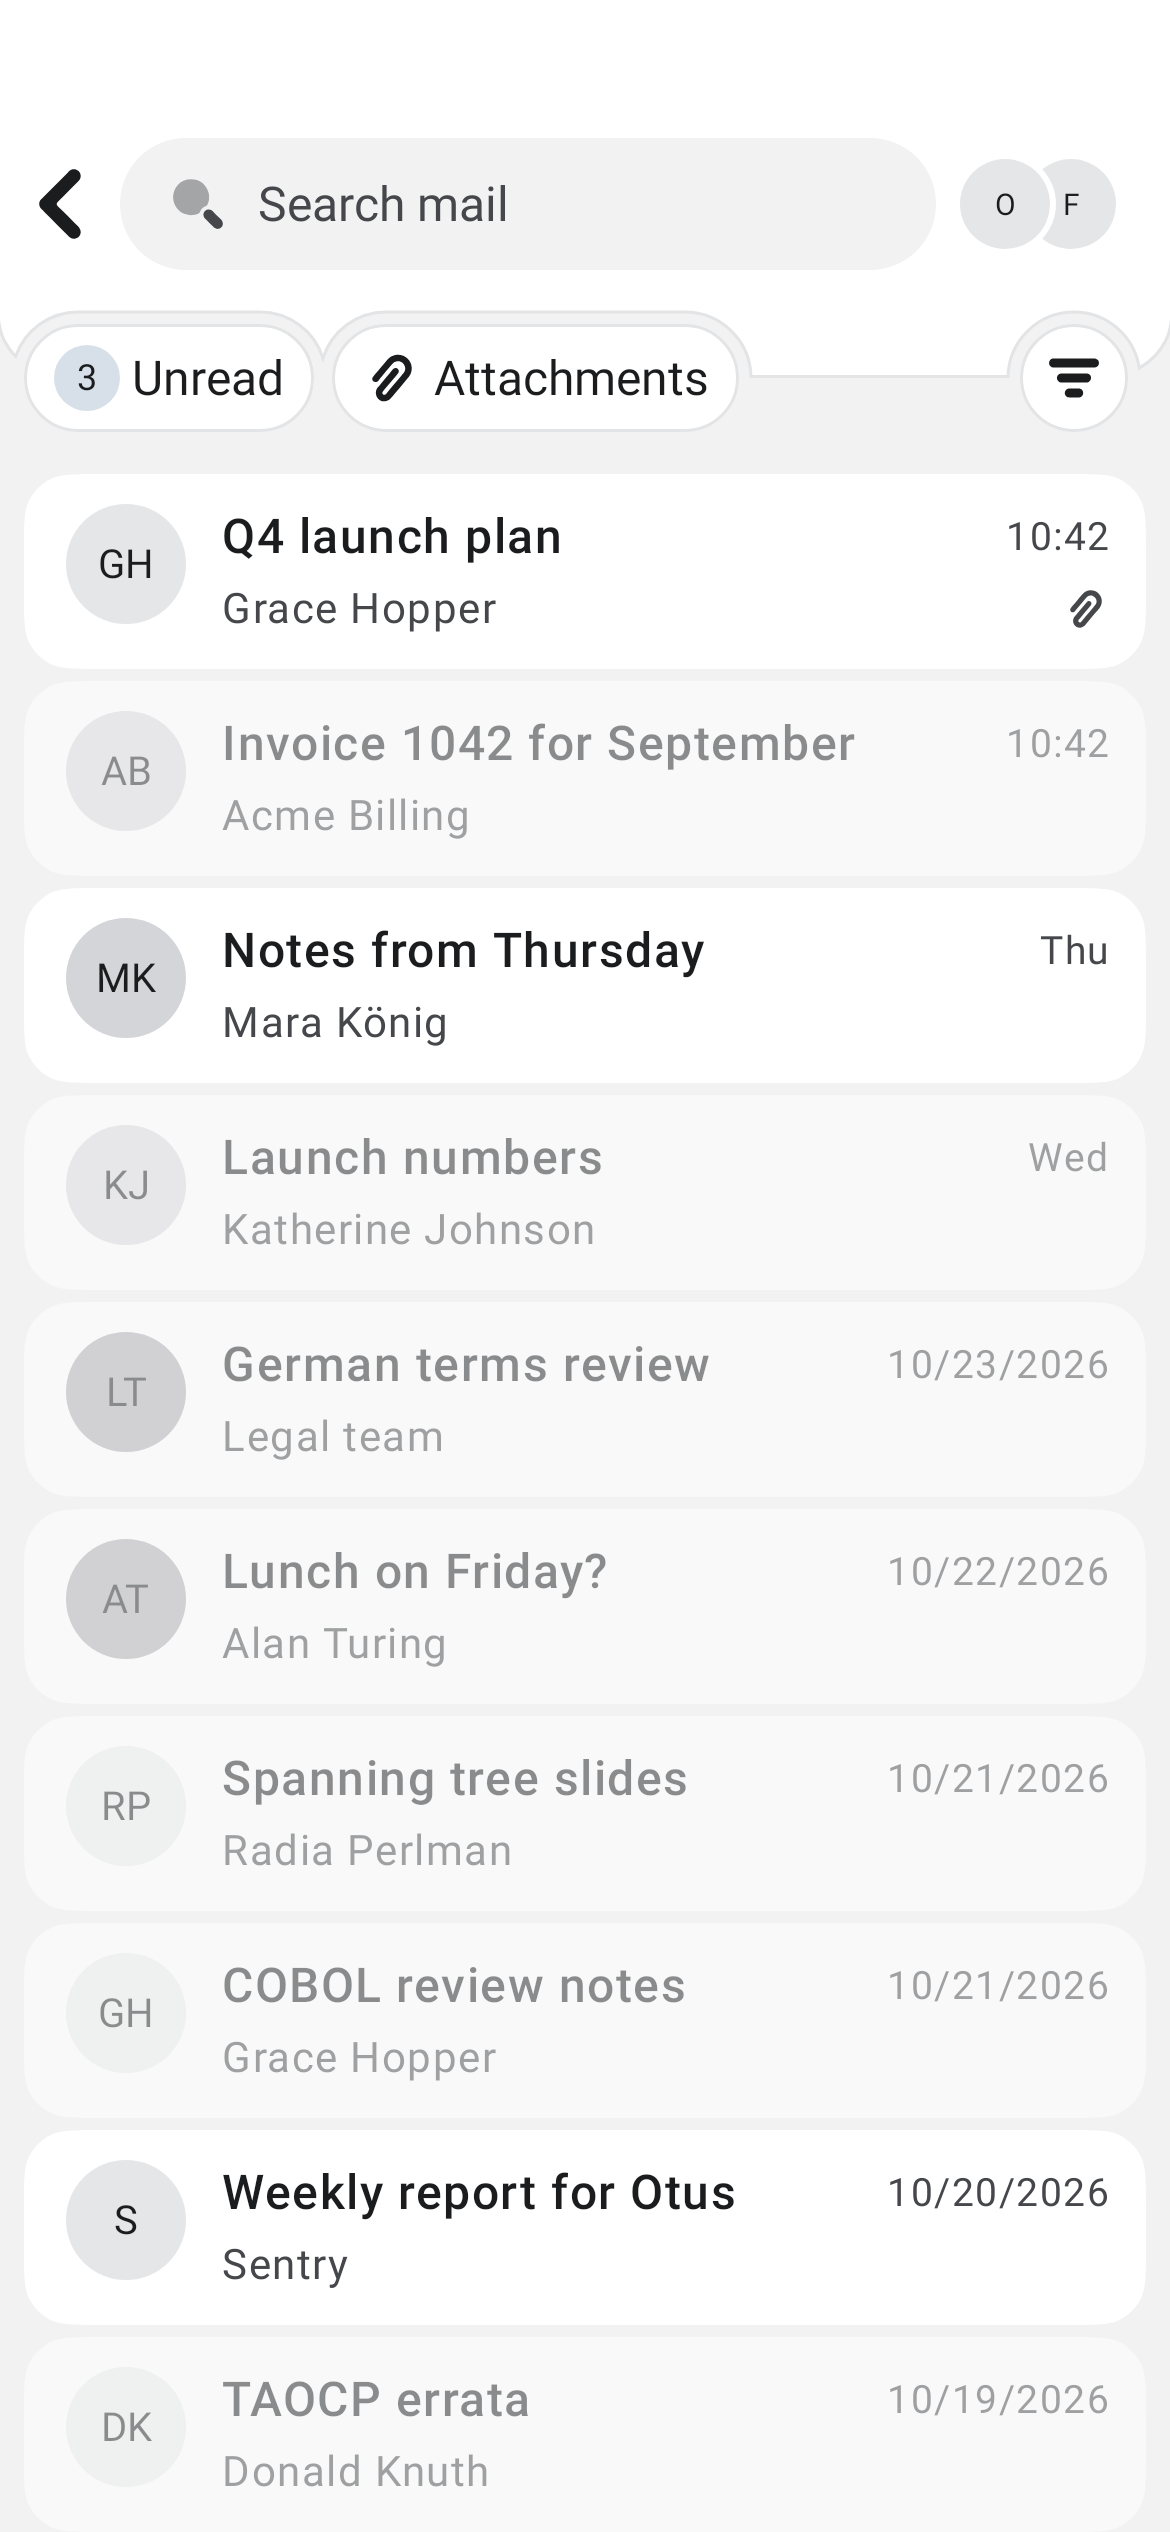 Search mail
O
F
3 Unread
Attachments
GH
Q4 launch plan
10:42
Grace Hopper
AB
Invoice 1042 for September
10:42
Acme Billing
MK
Notes from Thursday
Thu
Mara König
KJ
Launch numbers
Wed
Katherine Johnson
LT
German terms review
10/23/2026
Legal team
AT
Lunch on Friday?
10/22/2026
Alan Turing
RP
Spanning tree slides
10/21/2026
Radia Perlman
GH
COBOL review notes
10/21/2026
Grace Hopper
S
Weekly report for Otus
10/20/2026
Sentry
DK
TAOCP errata
10/19/2026
Donald Knuth